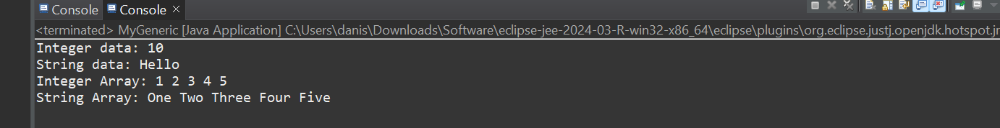 Console Console
<terminated> MyGeneric [Java Application] C:\Users\danis\Downloads\Software\eclipse-jee-2024-03-R-win32-x86_64\eclipse\plugins\org.eclipse.justj.openjdk.hotspot.jr
Integer data: 10
String data: Hello
Integer Array: 1 2 3 4 5
String Array: One Two Three Four Five